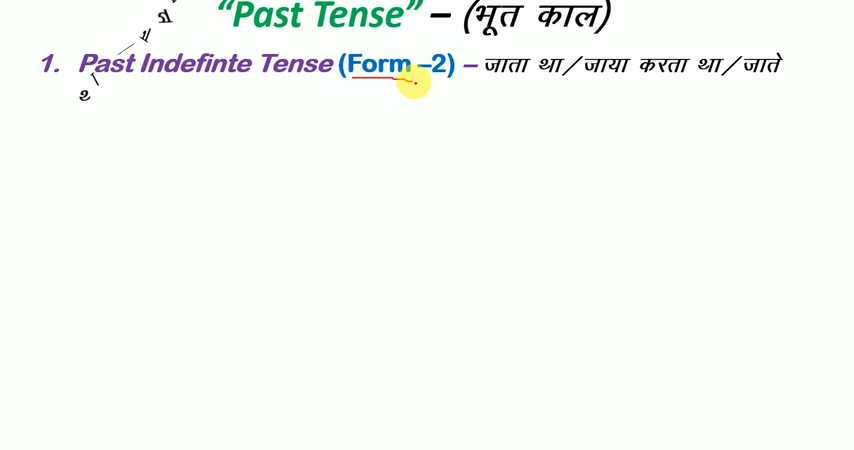 “Past Tense” – (भूत काल)
1. Past Indefinte Tense (Form –2) – जाता था/जाया करता था/जाते
थे